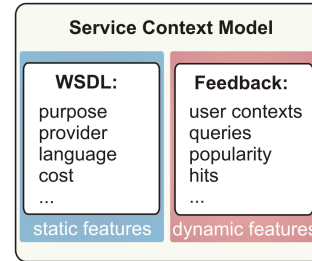 Service Context Model
WSDL:
purpose
provider
language
cost
...
static features
Feedback:
user contexts
queries
popularity
hits
...
dynamic features